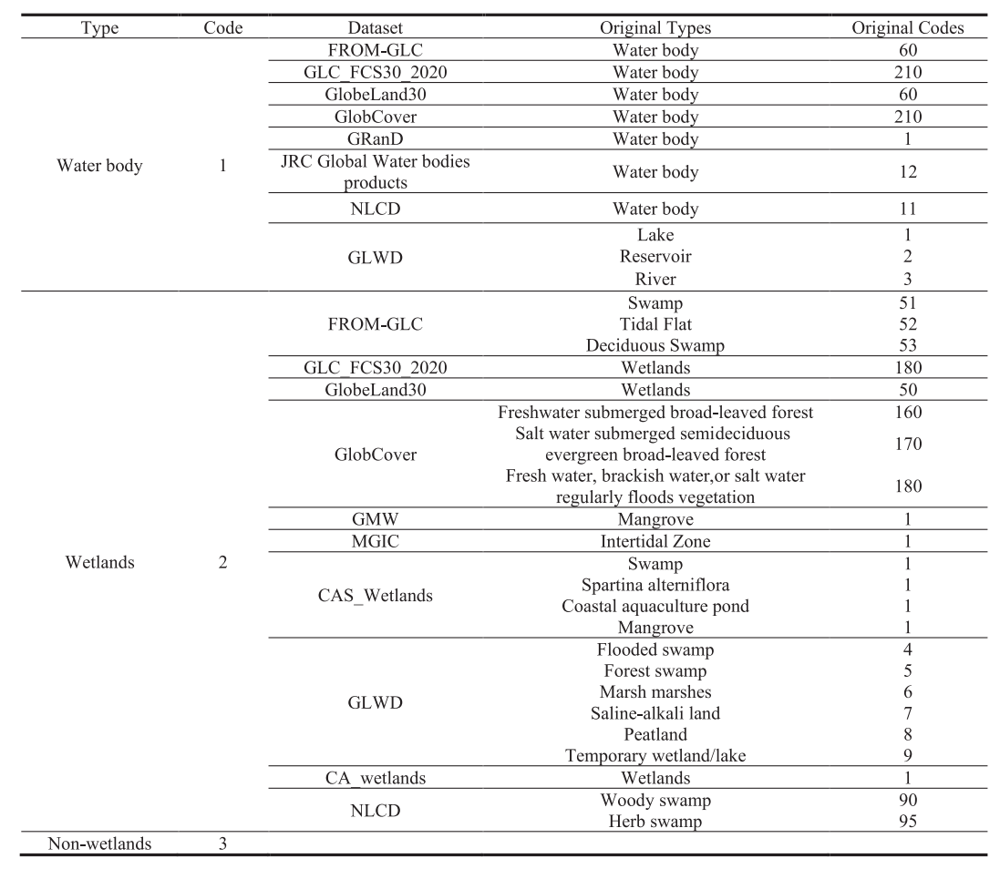 Type Code Dataset Original Types Original Codes
FROM-GLC Water body 60
GLC_FCS30_2020 Water body 210
GlobeLand30 Water body 60
GlobCover Water body 210
GRanD Water body 1
Water body 1 JRC Global Water bodies
products Water body 12
NLCD Water body 11
GLWD Lake 1
Reservoir 2
River 3
FROM-GLC Swamp 51
Tidal Flat 52
Deciduous Swamp 53
GLC_FCS30_2020 Wetlands 180
GlobeLand30 Wetlands 50
GlobCover Freshwater submerged broad-leaved forest 160
Salt water submerged semideciduous
evergreen broad-leaved forest 170
Fresh water, brackish water,or salt water
regularly floods vegetation 180
GMW Mangrove 1
MGIC Intertidal Zone 1
Wetlands 2 CAS_Wetlands Swamp 1
Spartina alterniflora 1
Coastal aquaculture pond 1
Mangrove 1
GLWD Flooded swamp 4
Forest swamp 5
Marsh marshes 6
Saline-alkali land 7
Peatland 8
Temporary wetland/lake 9
CA_wetlands Wetlands 1
NLCD Woody swamp 90
Herb swamp 95
Non-wetlands 3